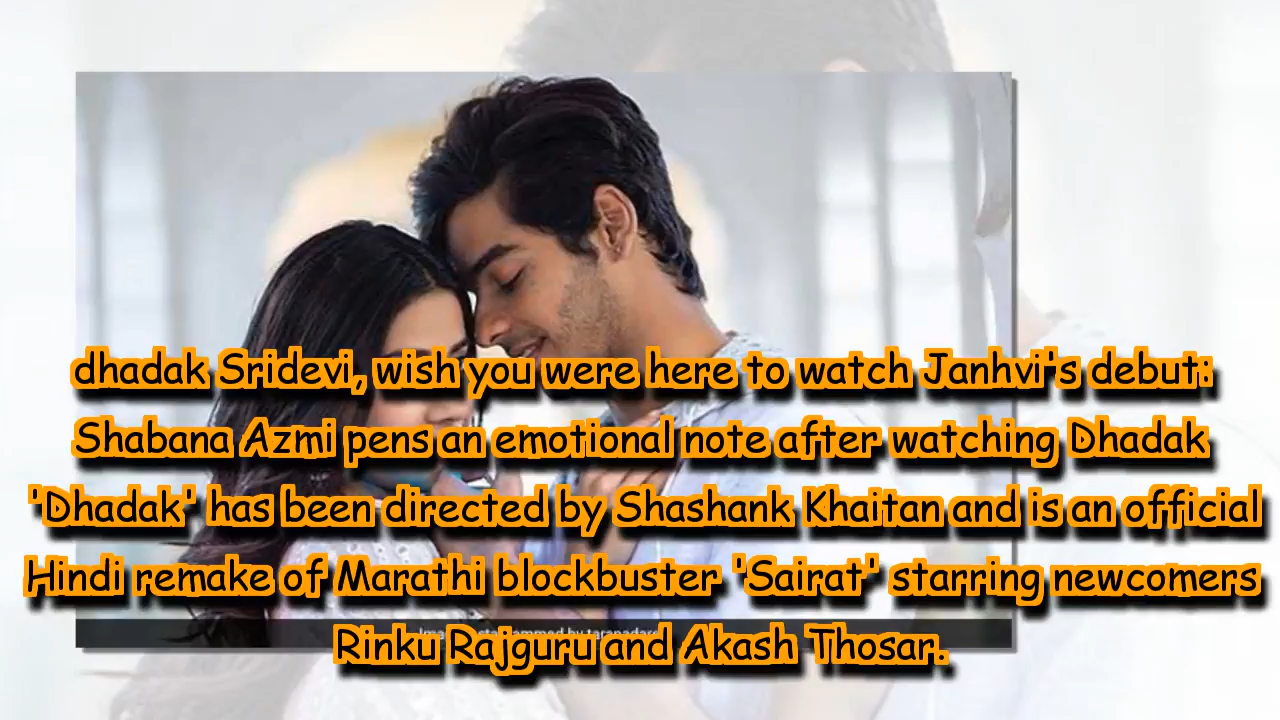 dhadak Sridevi, wish you were here to watch Janhvi's debut:
Shabana Azmi pens an emotional note after watching Dhadak
'Dhadak' has been directed by Shashank Khaitan and is an official
Hindi remake of Marathi blockbuster 'Sairat' starring newcomers
Rinku Rajguru and Akash Thosar.